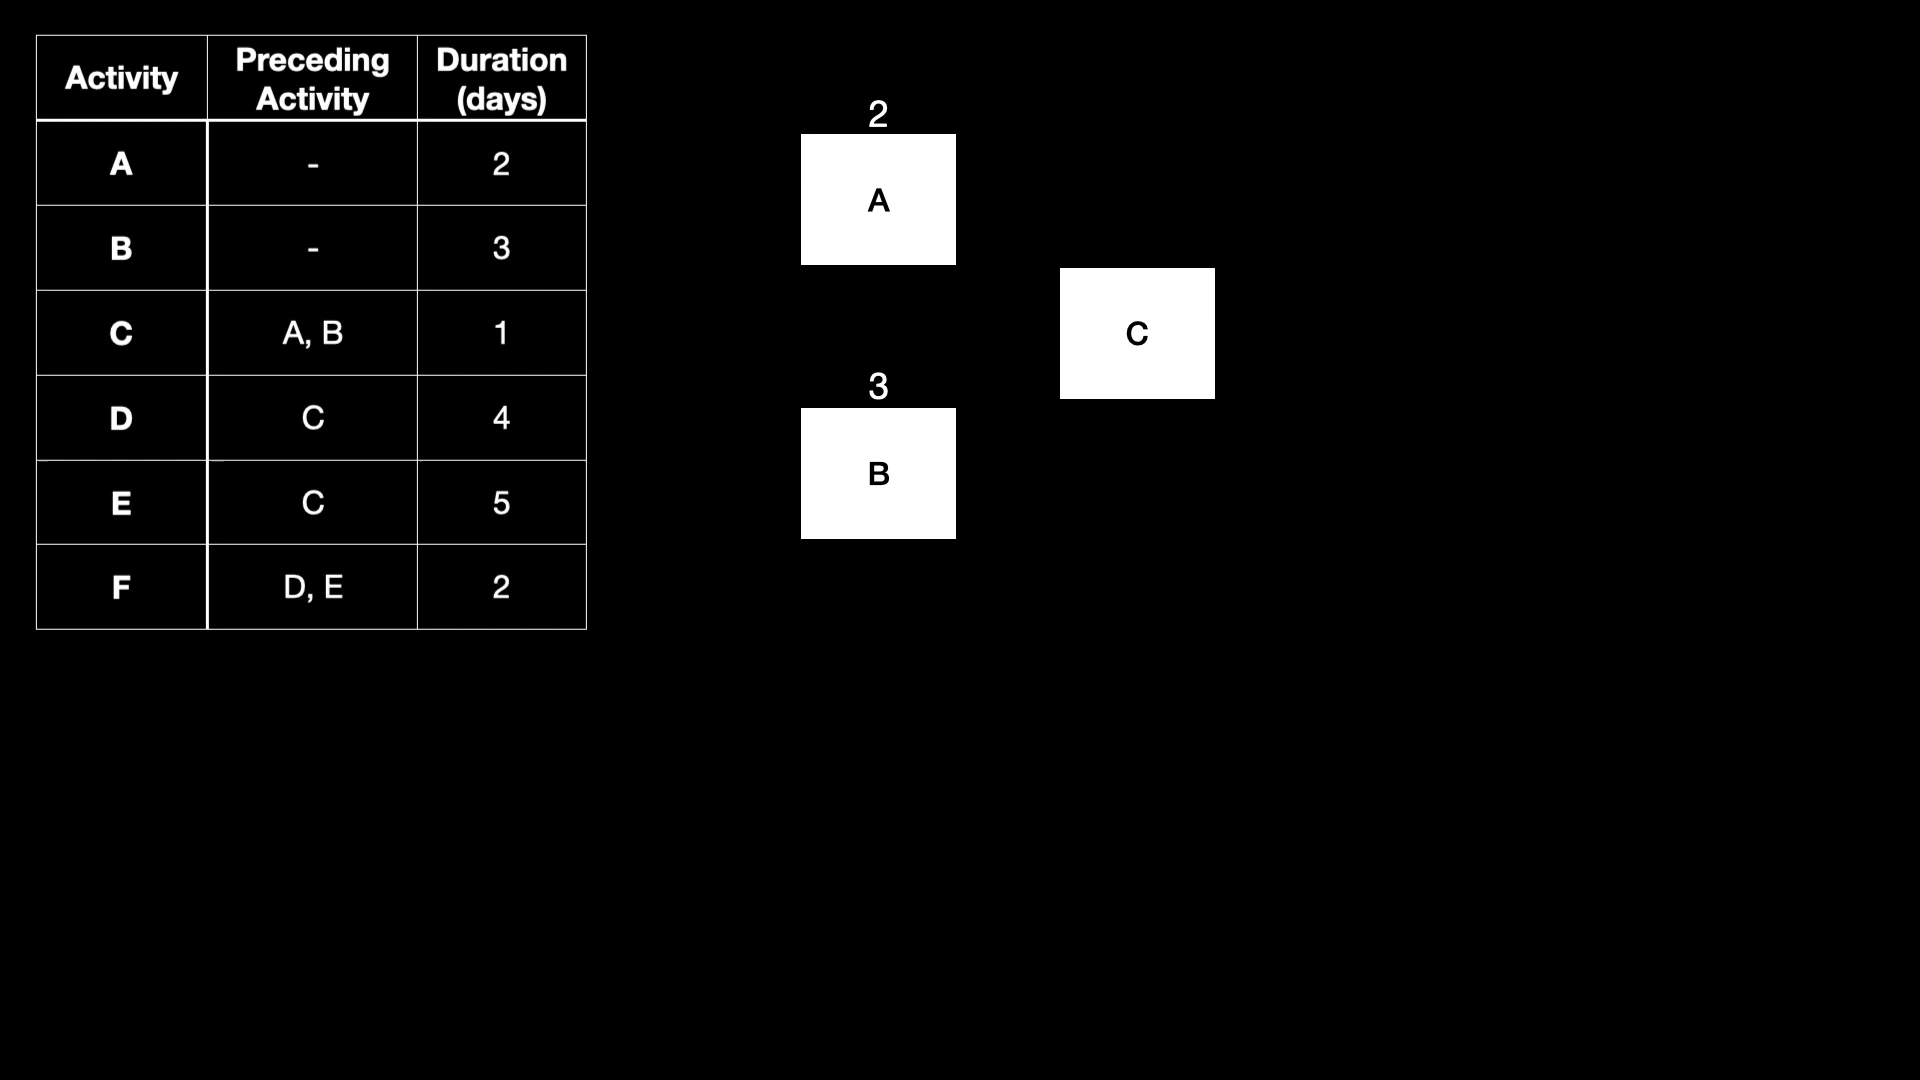 Activity Preceding Activity Duration (days)
A - 2
B - 3
C A, B 1
D C 4
E C 5
F D, E 2
2
A
C
3
B